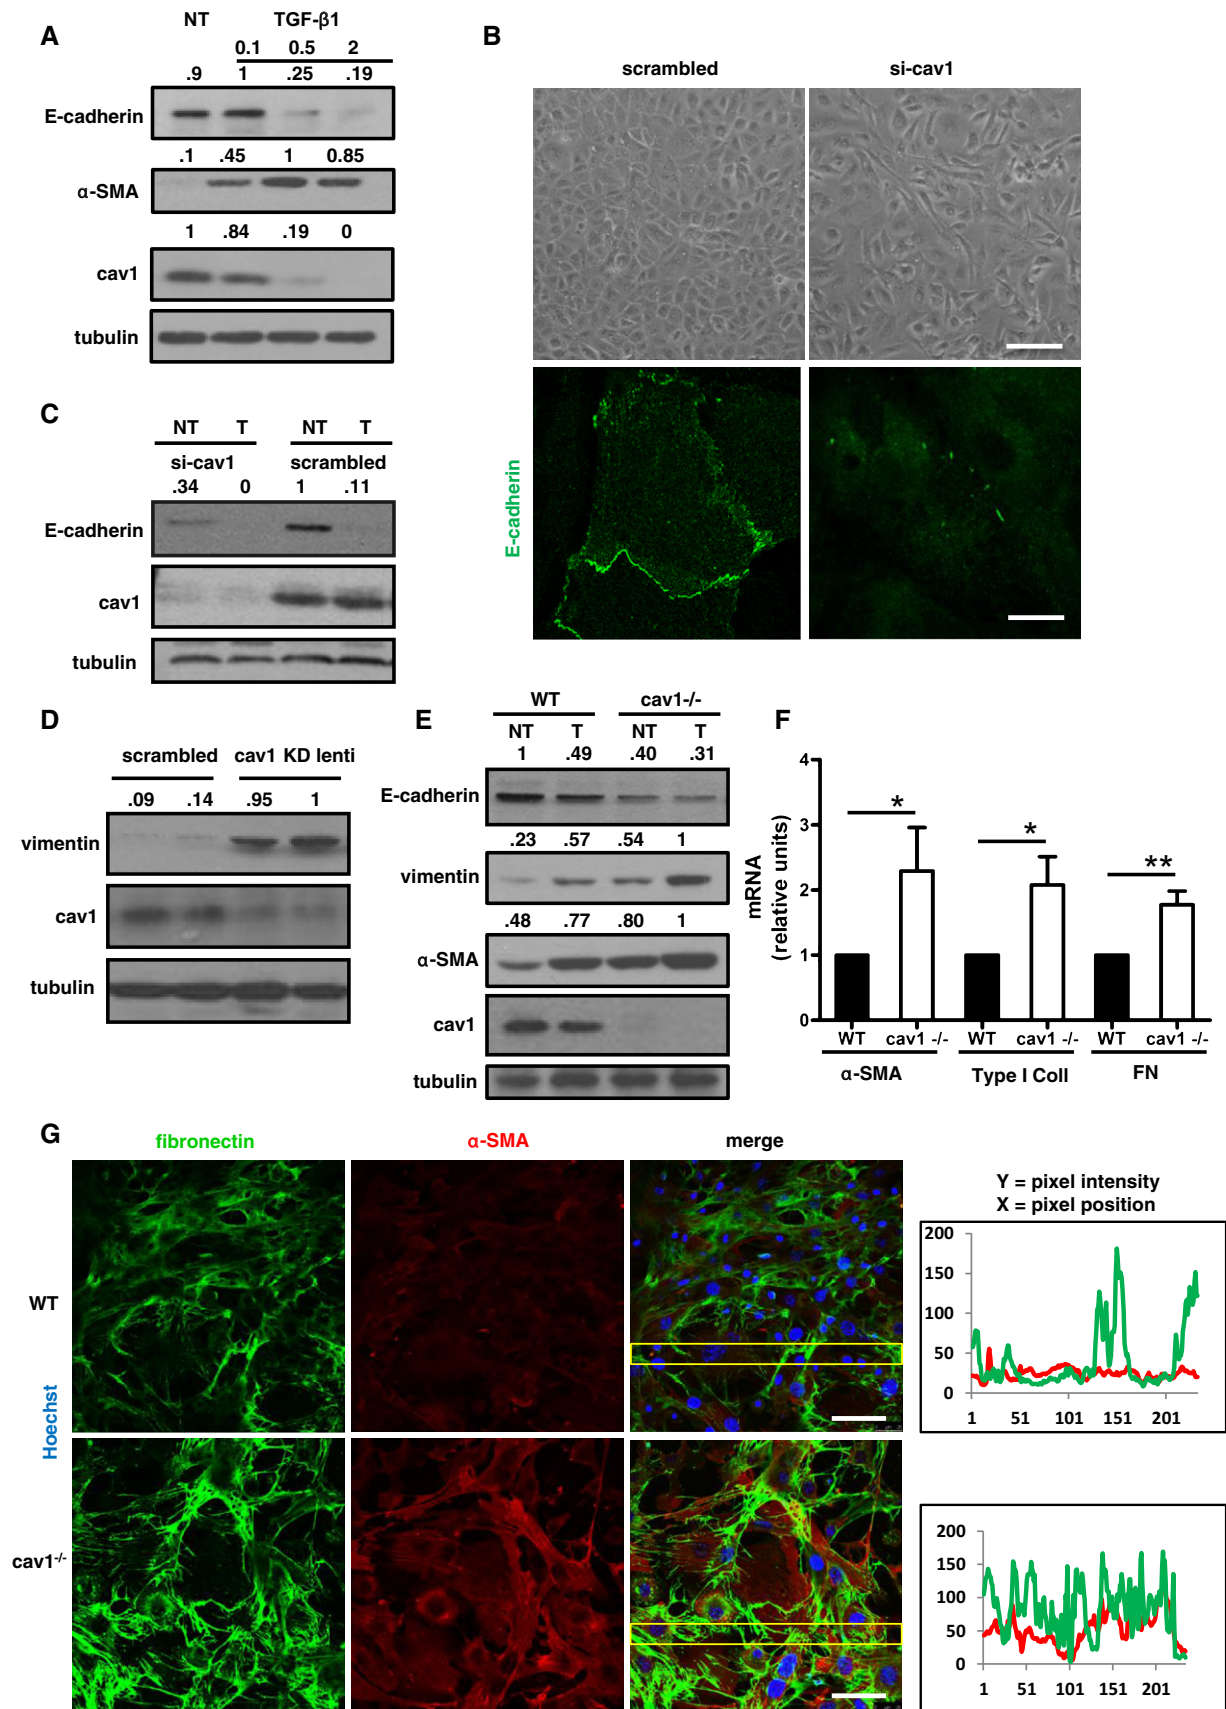 A
NT TGF-β1
0.1 0.5 2
.9 1 .25 .19
E-cadherin
.1 .45 1 0.85
α-SMA
1 .84 .19 0
cav1
tubulin
B
scrambled si-cav1
E-cadherin
C
NT T NT T
si-cav1 scrambled
.34 0 1 .11
E-cadherin
cav1
tubulin
D
scrambled cav1 KD lenti
.09 .14 .95 1
vimentin
cav1
tubulin
E
WT cav1-/-
NT T NT T
1 .49 .40 .31
E-cadherin
.23 .57 .54 1
vimentin
.48 .77 .80 1
α-SMA
cav1
tubulin
F
mRNA
(relative units)
4
3
2
1
0
* * **
WT cav1 -/- WT cav1 -/- WT cav1 -/-
α-SMA Type I Coll FN
G
fibronectin α-SMA merge
Y = pixel intensity
X = pixel position
WT
Hoechst
cav1-/-
200
150
100
50
0
1 51 101 151 201
200
150
100
50
0
1 51 101 151 201